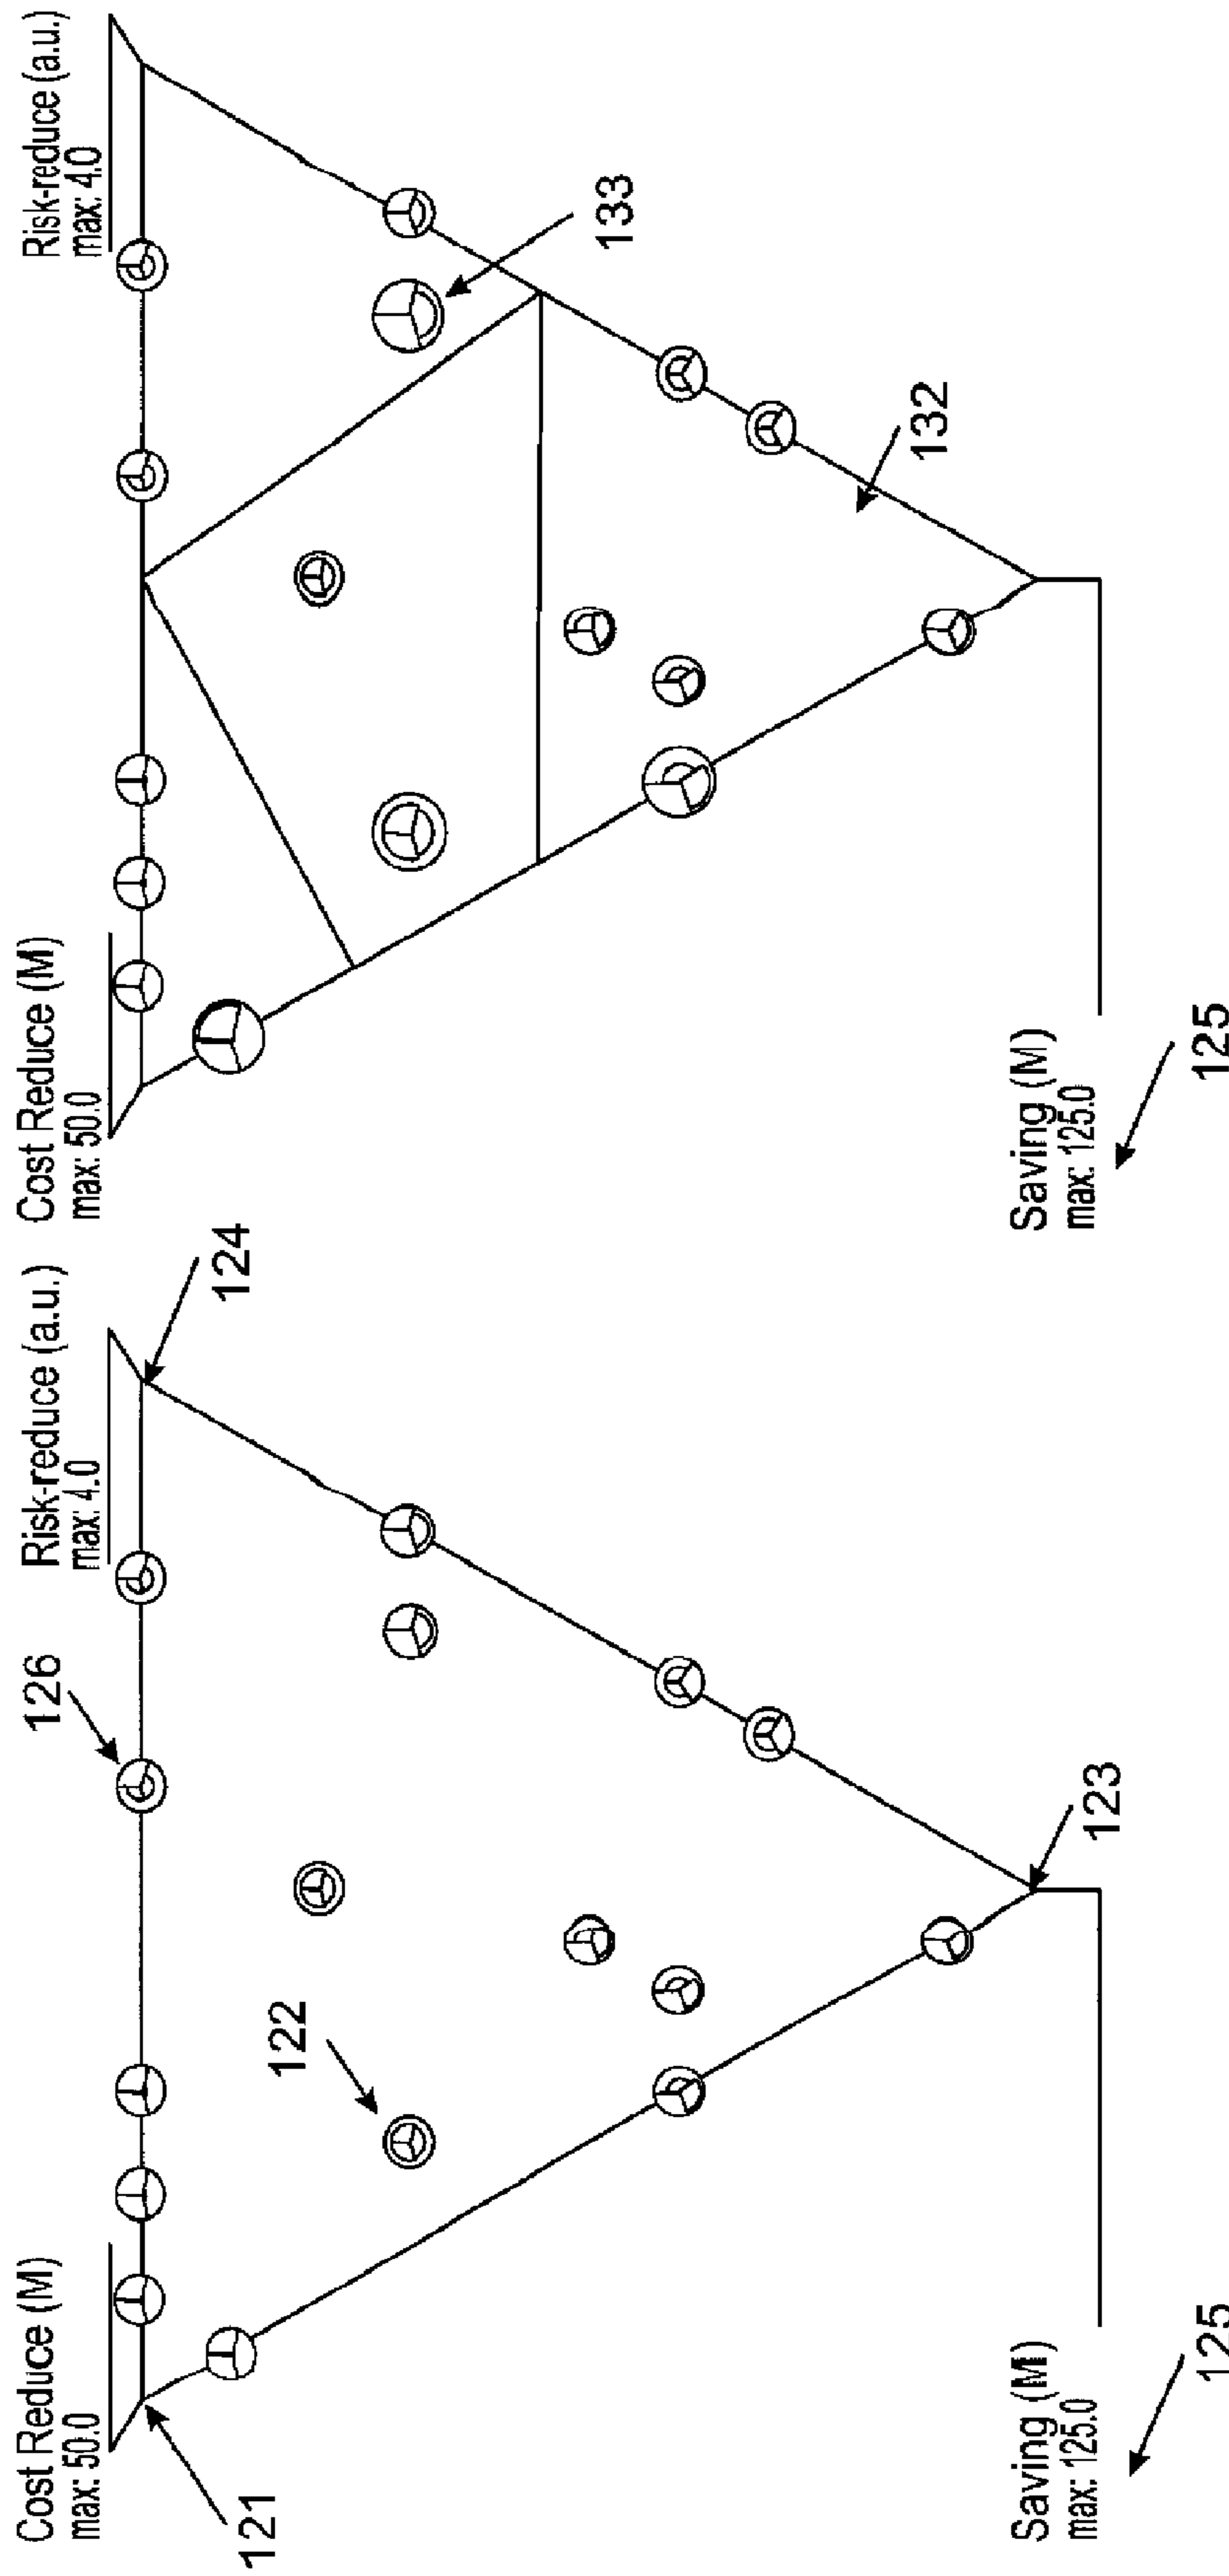 Cost Reduce (M)
max: 50.0
Risk-reduce (a.u.)
max: 4.0
126
121
124
122
123
Saving (M)
max: 125.0
125
Cost Reduce (M)
max: 50.0
Risk-reduce (a.u.)
max: 4.0
133
132
Saving (M)
max: 125.0
125